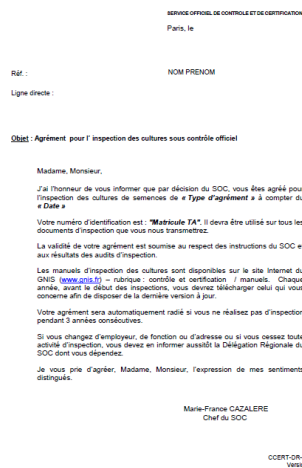 SERVICE OFFICIEL DE CONTROLE ET DE CERTIFICATION
Paris, le
Réf. :
NOM PRENOM
Ligne directe :
Objet : Agrément pour l' inspection des cultures sous contrôle officiel
Madame, Monsieur,
J'ai l'honneur de vous informer que par décision du SOC, vous êtes agréé pour
l'inspection des cultures de semences de « Type d'agrément » à compter du
« Date »
Votre numéro d'identification est : "Matricule TA". Il devra être utilisé sur tous les
documents d'inspection que vous nous transmettrez.
La validité de votre agrément est soumise au respect des instructions du SOC et
aux résultats des audits d'inspection.
Les manuels d'inspection des cultures sont disponibles sur le site Internet du
GNIS (www.gnis.fr) – rubrique : contrôle et certification / manuels. Chaque
année, avant le début des inspections, vous devrez télécharger celui qui vous
concerne afin de disposer de la dernière version à jour.
Votre agrément sera automatiquement radié si vous ne réalisez pas d'inspection
pendant 3 années consécutives.
Si vous changez d'employeur, de fonction ou d'adresse ou si vous cessez toute
activité d'inspection, vous devez en informer aussitôt la Délégation Régionale du
SOC dont vous dépendez.
Je vous prie d'agréer, Madame, Monsieur, l'expression de mes sentiments
distingués.
Marie-France CAZALERE
Chef du SOC
CCERT-DR-
Versi